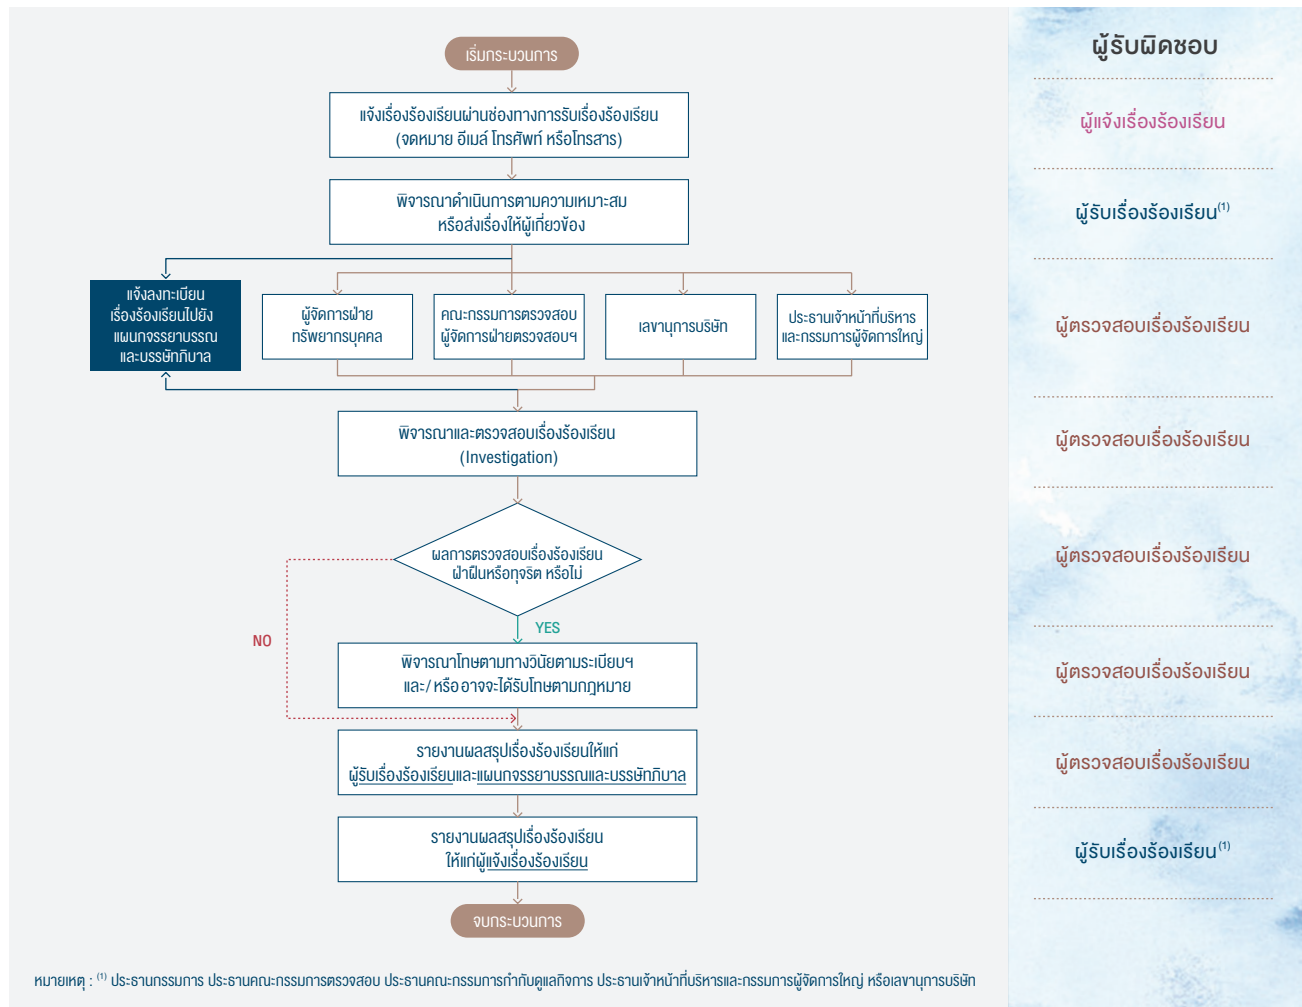 เริ่มกระบวนการ
แจ้งเรื่องร้องเรียนผ่านช่องทางการรับเรื่องร้องเรียน
(จดหมาย อีเมล์ โทรศัพท์ หรือโทรสาร)
พิจารณาดำเนินการตามความเหมาะสม
หรือส่งเรื่องให้ผู้เกี่ยวข้อง
แจ้งลงทะเบียน
เรื่องร้องเรียนไปยัง
แผนกจรรยาบรรณ
และบรรษัทภิบาล
ผู้จัดการฝ่าย
ทรัพยากรบุคคล
คณะกรรมการตรวจสอบ
ผู้จัดการฝ่ายตรวจสอบฯ
เลขานุการบริษัท
ประธานเจ้าหน้าที่บริหาร
และกรรมการผู้จัดการใหญ่
พิจารณาและตรวจสอบเรื่องร้องเรียน
(Investigation)
ผลการตรวจสอบเรื่องร้องเรียน
ฝ่าฝืนหรือทุจริต หรือไม่
YES
NO
พิจารณาโทษตามทางวินัยตามระเบียบฯ
และ/หรืออาจจะได้รับโทษตามกฎหมาย
รายงานผลสรุปเรื่องร้องเรียนให้แก่
ผู้รับเรื่องร้องเรียนและแผนกจรรยาบรรณและบรรษัทภิบาล
รายงานผลสรุปเรื่องร้องเรียน
ให้แก่ผู้แจ้งเรื่องร้องเรียน
จบกระบวนการ
ผู้รับผิดชอบ
ผู้แจ้งเรื่องร้องเรียน
ผู้รับเรื่องร้องเรียน(1)
ผู้ตรวจสอบเรื่องร้องเรียน
ผู้ตรวจสอบเรื่องร้องเรียน
ผู้ตรวจสอบเรื่องร้องเรียน
ผู้ตรวจสอบเรื่องร้องเรียน
ผู้ตรวจสอบเรื่องร้องเรียน
ผู้รับเรื่องร้องเรียน(1)
หมายเหตุ : (1) ประธานกรรมการ ประธานคณะกรรมการตรวจสอบ ประธานคณะกรรมการกำกับดูแลกิจการ ประธานเจ้าหน้าที่บริหารและกรรมการผู้จัดการใหญ่ หรือเลขานุการบริษัท